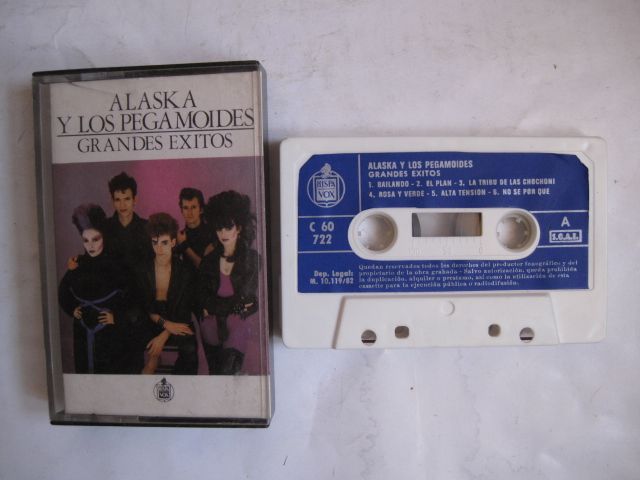 ALASKA
Y LOS PEGAMOIDES
GRANDES EXITOS
HISPA
VOX
HISPA
VOX
C 60
722
Dep. Legal:
M. 10.119/82
ALASKA Y LOS PEGAMOIDES
GRANDES EXITOS
1. BAILANDO - 2. EL PLAN - 3. LA TRIBU DE LAS CHOCHONI
4. ROSA Y VERDE - 5. ALTA TENSION - 6. NO SE POR QUE
A
S.G.A.E.
Quedan reservados todos los derechos del productor fonográfico y del
propietario de la obra grabada - Salvo autorización, queda prohibida
la duplicación, alquiler o préstamo, así como la utilización de esta
cassette para la ejecución pública o radiodifusión.